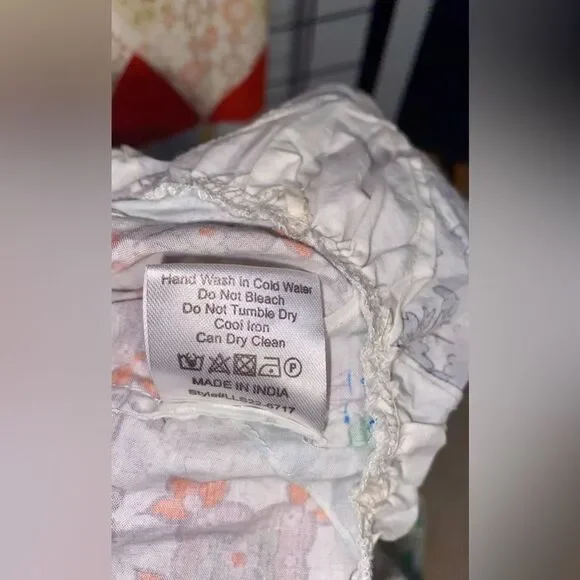 Hand Wash in Cold Water
Do Not Bleach
Do Not Tumble Dry
Cool Iron
Can Dry Clean
P
MADE IN INDIA